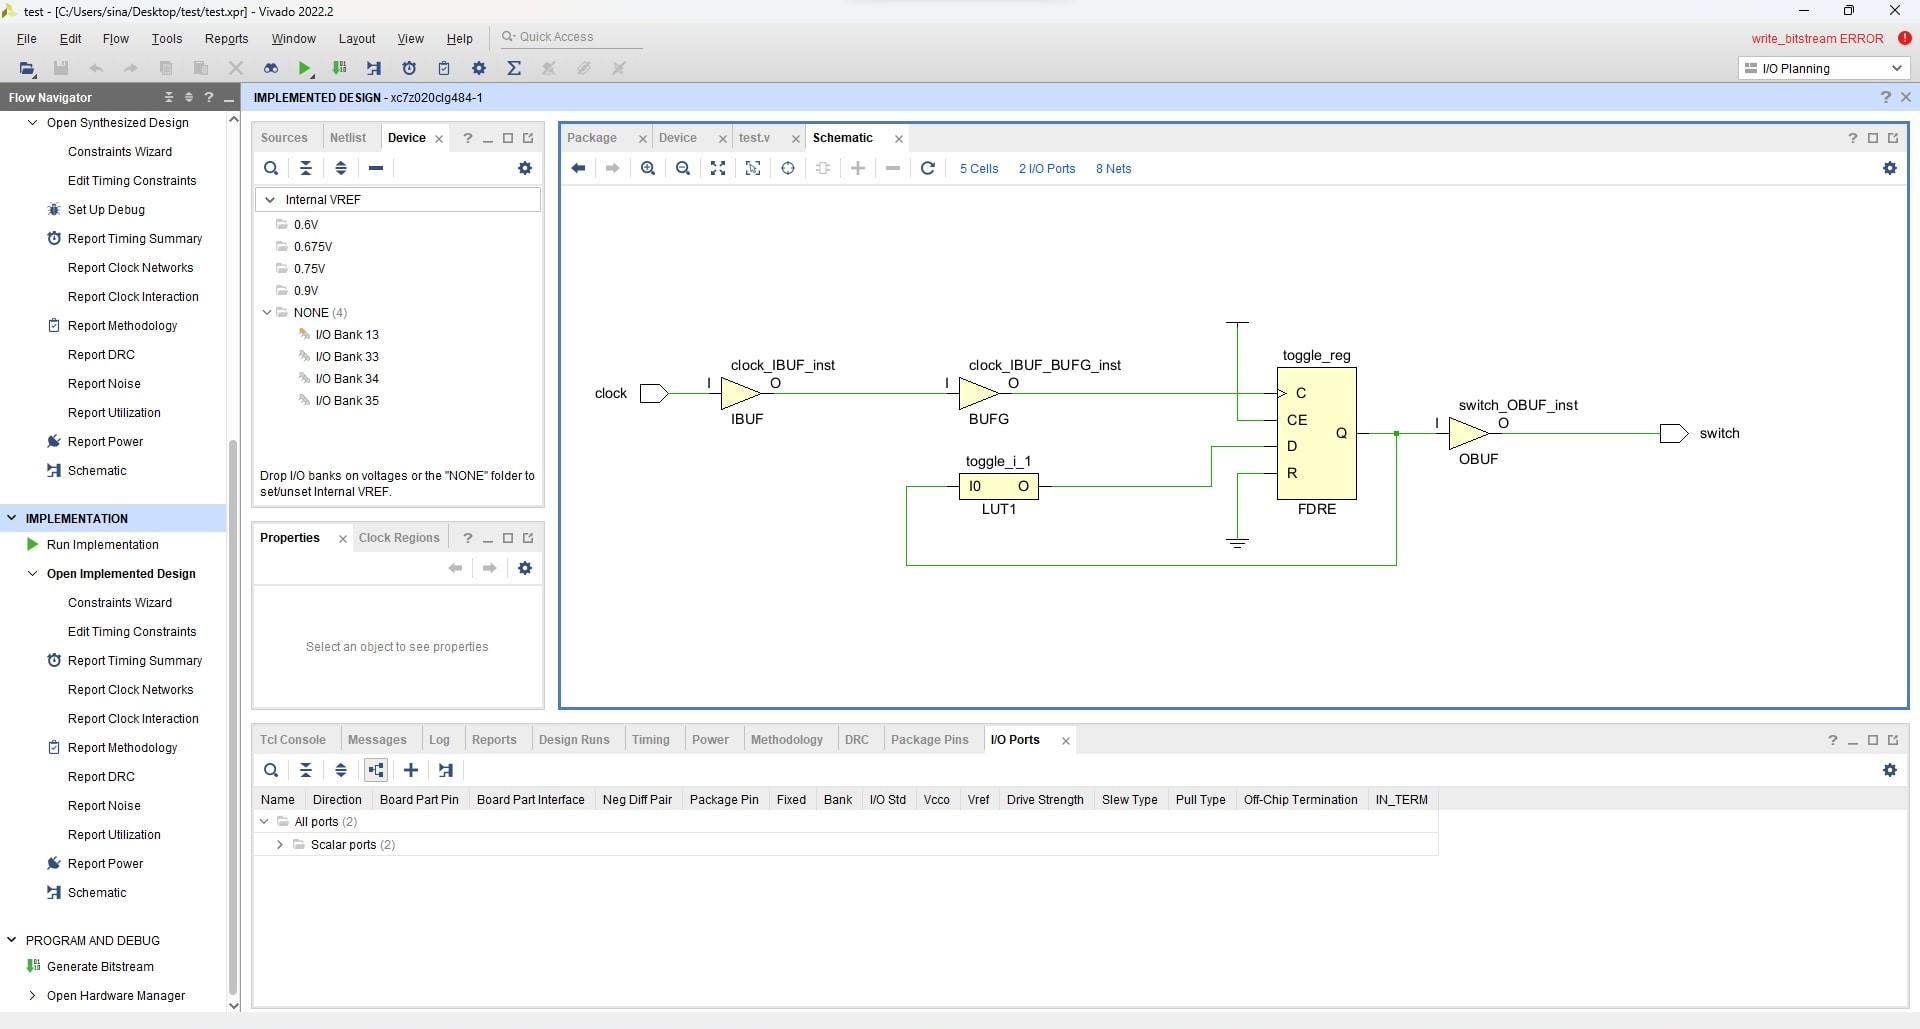 test - [C:/Users/sina/Desktop/test/test.xpr] - Vivado 2022.2
File Edit Flow Tools Reports Window Layout View Help Quick Access
write_bitstream ERROR
I/O Planning
Flow Navigator
IMPLEMENTED DESIGN - xc7z020clg484-1
Open Synthesized Design
Constraints Wizard
Edit Timing Constraints
Set Up Debug
Report Timing Summary
Report Clock Networks
Report Clock Interaction
Report Methodology
Report DRC
Report Noise
Report Utilization
Report Power
Schematic
IMPLEMENTATION
Run Implementation
Open Implemented Design
Constraints Wizard
Edit Timing Constraints
Report Timing Summary
Report Clock Networks
Report Clock Interaction
Report Methodology
Report DRC
Report Noise
Report Utilization
Report Power
Schematic
PROGRAM AND DEBUG
Generate Bitstream
Open Hardware Manager
Sources Netlist Device
Internal VREF
0.6V
0.675V
0.75V
0.9V
NONE (4)
I/O Bank 13
I/O Bank 33
I/O Bank 34
I/O Bank 35
Drop I/O banks on voltages or the "NONE" folder to
set/unset Internal VREF.
Properties Clock Regions
Select an object to see properties
Package Device test.v Schematic
5 Cells 2 I/O Ports 8 Nets
toggle_reg
clock_IBUF_inst clock_IBUF_BUFG_inst
I O I O
clock C
IBUF BUFG CE
switch_OBUF_inst
I O
Q switch
D
OBUF
toggle_i_1
R
I0 O
LUT1 FDRE
Tcl Console Messages Log Reports Design Runs Timing Power Methodology DRC Package Pins I/O Ports
Name Direction Board Part Pin Board Part Interface Neg Diff Pair Package Pin Fixed Bank I/O Std Vcco Vref Drive Strength Slew Type Pull Type Off-Chip Termination IN_TERM
All ports (2)
Scalar ports (2)